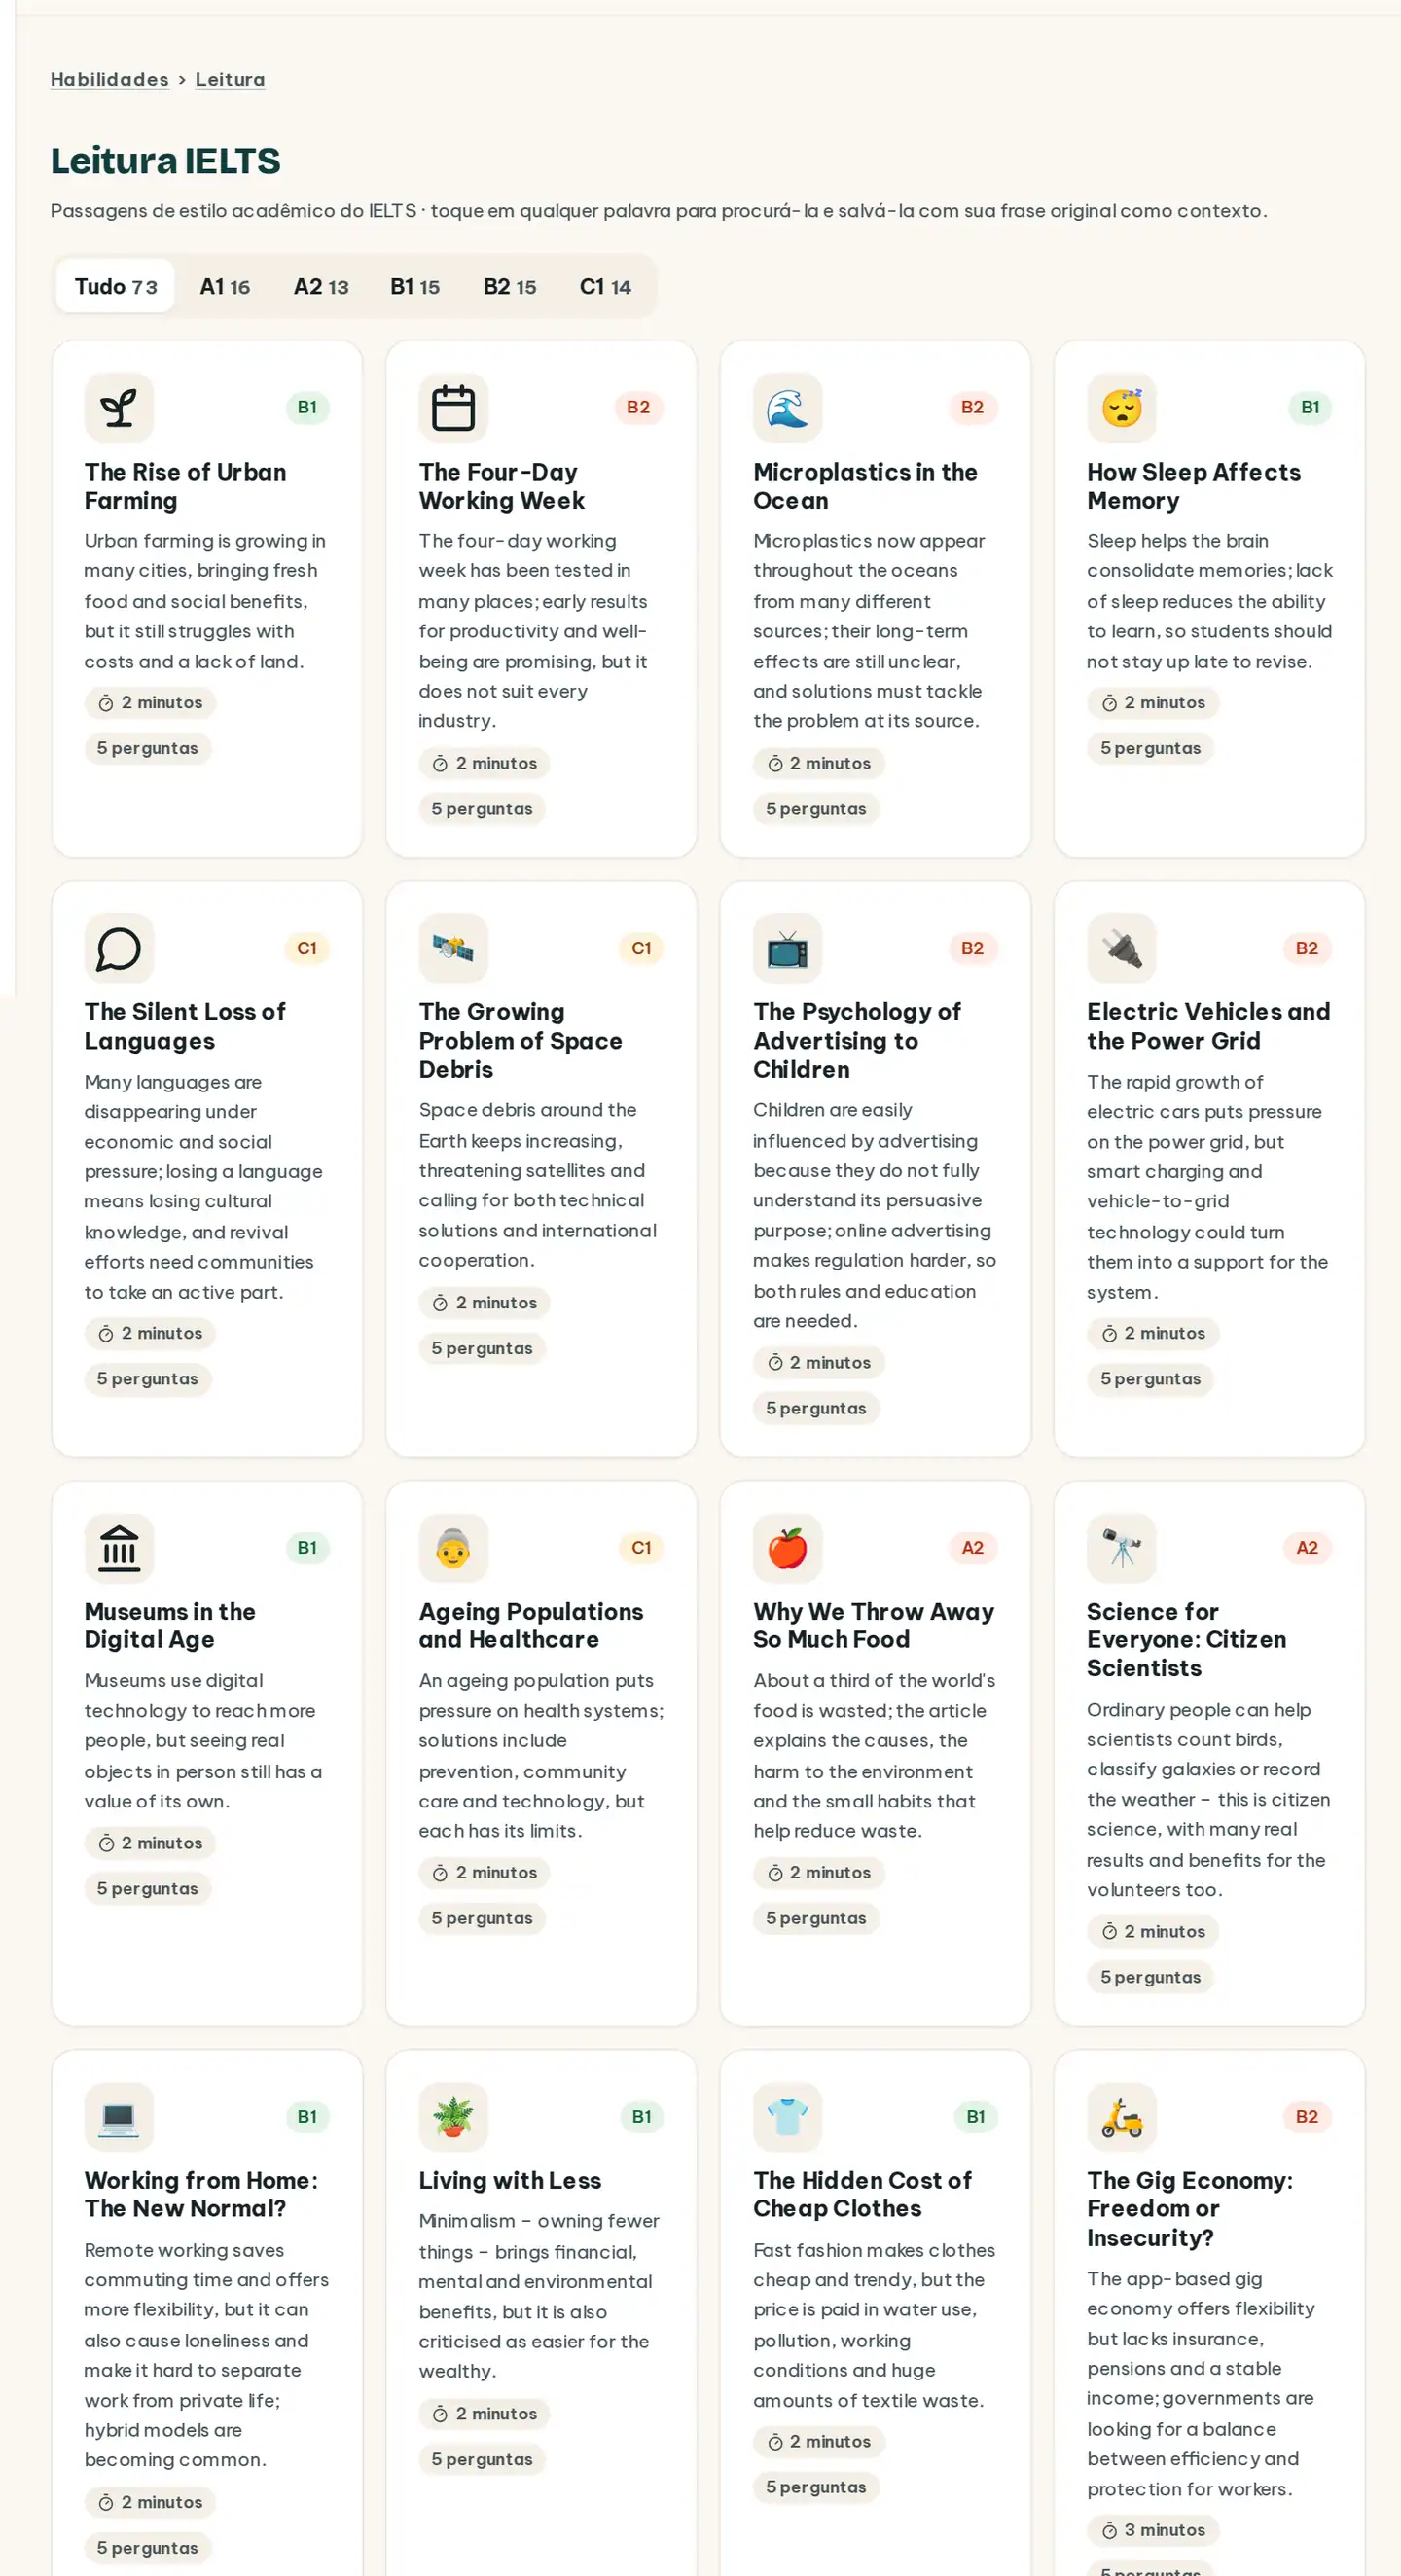 Habilidades › Leitura
Leitura IELTS
Passagens de estilo acadêmico do IELTS · toque em qualquer palavra para procurá-la e salvá-la com sua frase original como contexto.
Tudo 73 A1 16 A2 13 B1 15 B2 15 C1 14
B1
The Rise of Urban
Farming
Urban farming is growing in
many cities, bringing fresh
food and social benefits,
but it still struggles with
costs and a lack of land.
2 minutos
5 perguntas
B2
The Four-Day
Working Week
The four-day working
week has been tested in
many places; early results
for productivity and well-
being are promising, but it
does not suit every
industry.
2 minutos
5 perguntas
B2
Microplastics in the
Ocean
Microplastics now appear
throughout the oceans
from many different
sources; their long-term
effects are still unclear,
and solutions must tackle
the problem at its source.
2 minutos
5 perguntas
B1
How Sleep Affects
Memory
Sleep helps the brain
consolidate memories; lack
of sleep reduces the ability
to learn, so students should
not stay up late to revise.
2 minutos
5 perguntas
C1
The Silent Loss of
Languages
Many languages are
disappearing under
economic and social
pressure; losing a language
means losing cultural
knowledge, and revival
efforts need communities
to take an active part.
2 minutos
5 perguntas
C1
The Growing
Problem of Space
Debris
Space debris around the
Earth keeps increasing,
threatening satellites and
calling for both technical
solutions and international
cooperation.
2 minutos
5 perguntas
B2
The Psychology of
Advertising to
Children
Children are easily
influenced by advertising
because they do not fully
understand its persuasive
purpose; online advertising
makes regulation harder, so
both rules and education
are needed.
2 minutos
5 perguntas
B2
Electric Vehicles and
the Power Grid
The rapid growth of
electric cars puts pressure
on the power grid, but
smart charging and
vehicle-to-grid
technology could turn
them into a support for the
system.
2 minutos
5 perguntas
B1
Museums in the
Digital Age
Museums use digital
technology to reach more
people, but seeing real
objects in person still has a
value of its own.
2 minutos
5 perguntas
C1
Ageing Populations
and Healthcare
An ageing population puts
pressure on health systems;
solutions include
prevention, community
care and technology, but
each has its limits.
2 minutos
5 perguntas
A2
Why We Throw Away
So Much Food
About a third of the world's
food is wasted; the article
explains the causes, the
harm to the environment
and the small habits that
help reduce waste.
2 minutos
5 perguntas
A2
Science for
Everyone: Citizen
Scientists
Ordinary people can help
scientists count birds,
classify galaxies or record
the weather – this is citizen
science, with many real
results and benefits for the
volunteers too.
2 minutos
5 perguntas
B1
Working from Home:
The New Normal?
Remote working saves
commuting time and offers
more flexibility, but it can
also cause loneliness and
make it hard to separate
work from private life;
hybrid models are
becoming common.
2 minutos
5 perguntas
B1
Living with Less
Minimalism – owning fewer
things – brings financial,
mental and environmental
benefits, but it is also
criticised as easier for the
wealthy.
2 minutos
5 perguntas
B1
The Hidden Cost of
Cheap Clothes
Fast fashion makes clothes
cheap and trendy, but the
price is paid in water use,
pollution, working
conditions and huge
amounts of textile waste.
2 minutos
5 perguntas
B2
The Gig Economy:
Freedom or
Insecurity?
The app-based gig
economy offers flexibility
but lacks insurance,
pensions and a stable
income; governments are
looking for a balance
between efficiency and
protection for workers.
3 minutos
5 perguntas